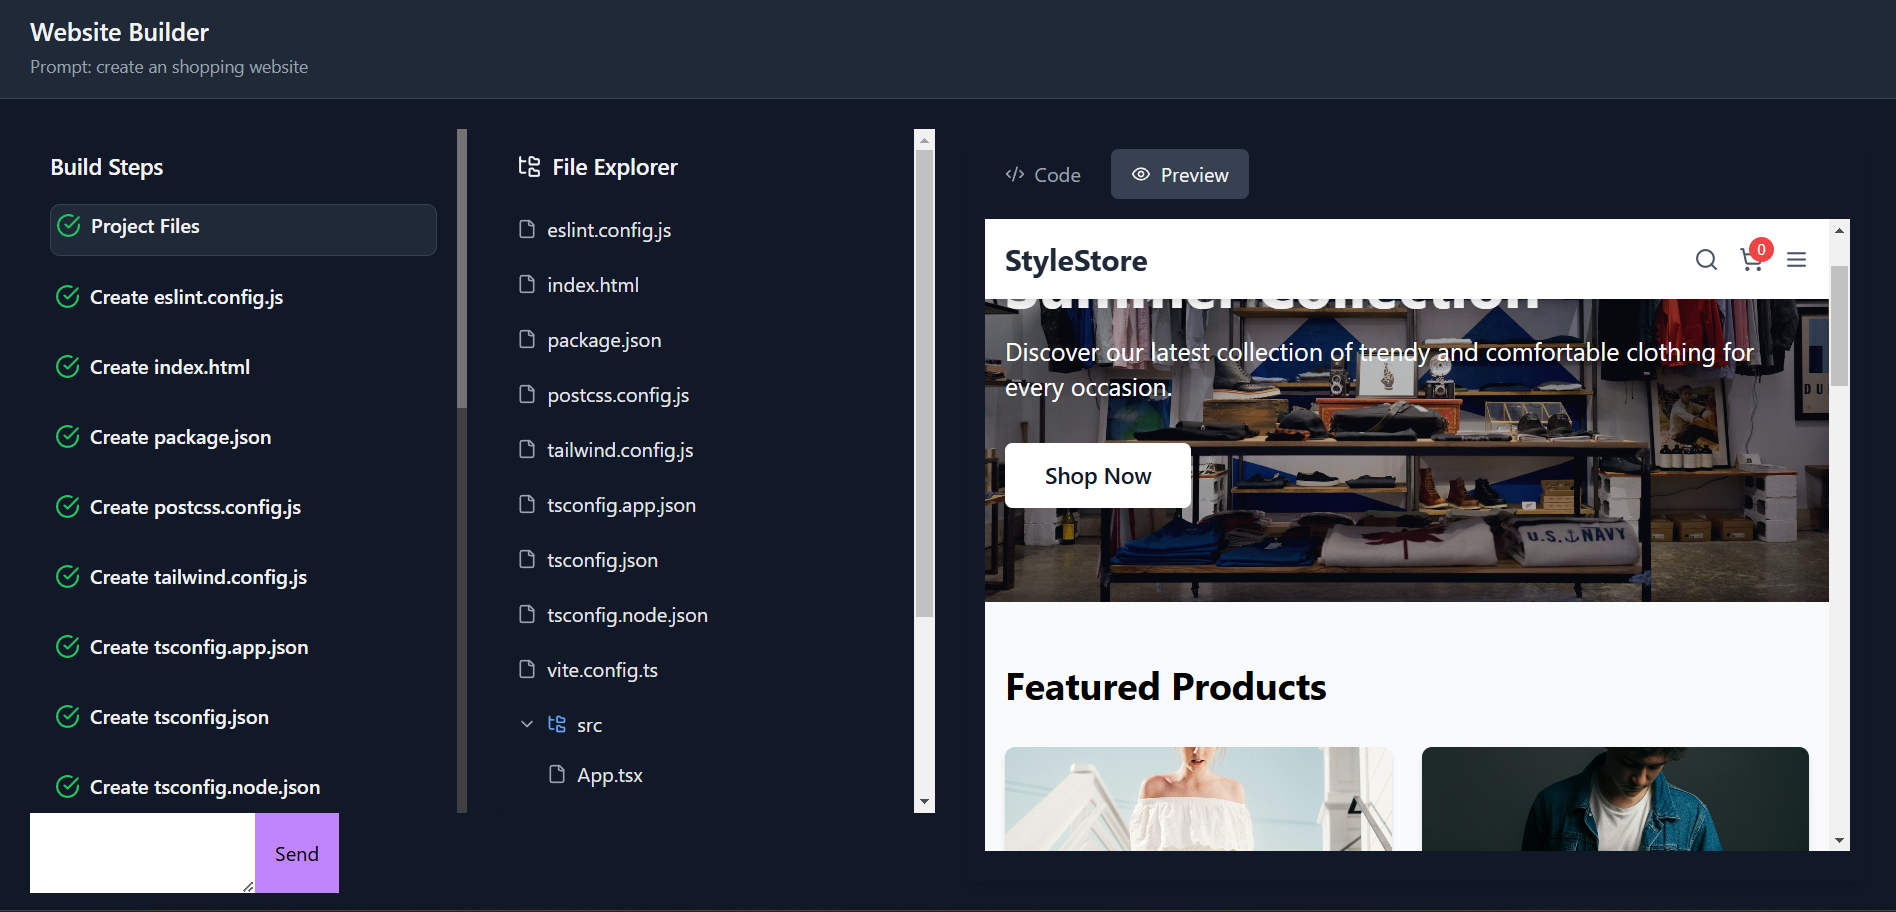 Website Builder
Prompt: create an shopping website
Build Steps
Project Files
Create eslint.config.js
Create index.html
Create package.json
Create postcss.config.js
Create tailwind.config.js
Create tsconfig.app.json
Create tsconfig.json
Create tsconfig.node.json
Send
File Explorer
eslint.config.js
index.html
package.json
postcss.config.js
tailwind.config.js
tsconfig.app.json
tsconfig.json
tsconfig.node.json
vite.config.ts
src
App.tsx
</> Code
Preview
StyleStore
0
Summer Collection
Discover our latest collection of trendy and comfortable clothing for
every occasion.
Shop Now
DU
U.S. NAVY
Featured Products